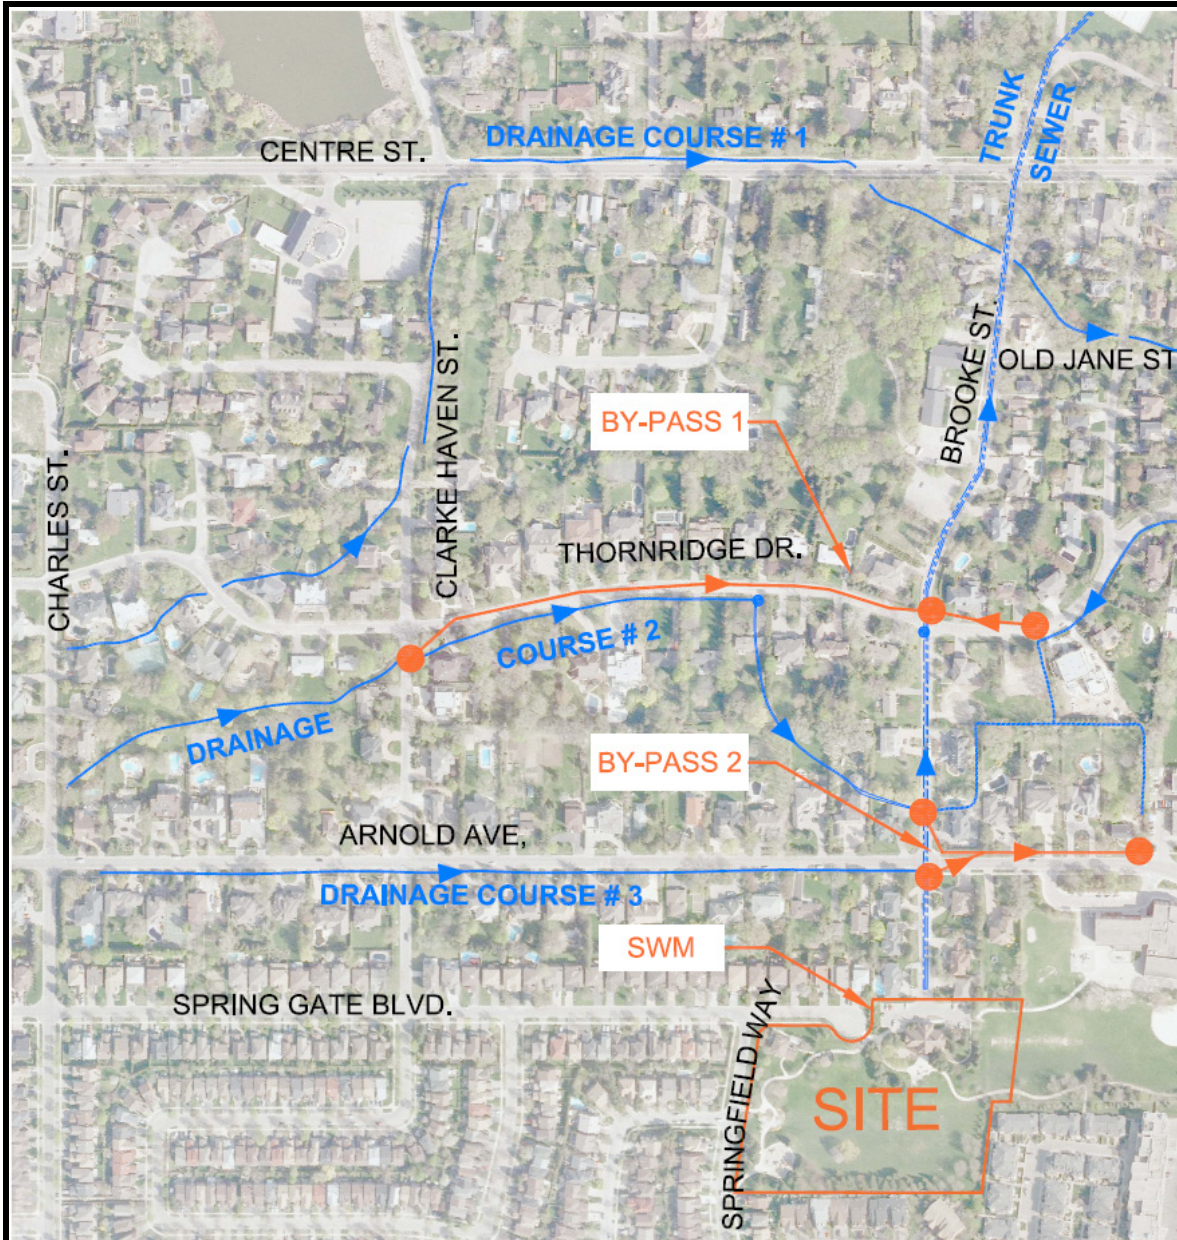 TRUNK
SEWER
DRAINAGE COURSE # 1
CENTRE ST.
OLD JANE ST
BROOKE ST.
CLARKE HAVEN ST.
BY-PASS 1
CHARLES ST.
THORNRIDGE DR.
COURSE # 2
DRAINAGE
BY-PASS 2
ARNOLD AVE,
DRAINAGE COURSE # 3
SWM
SPRING GATE BLVD.
SPRINGFIELD WAY
SITE